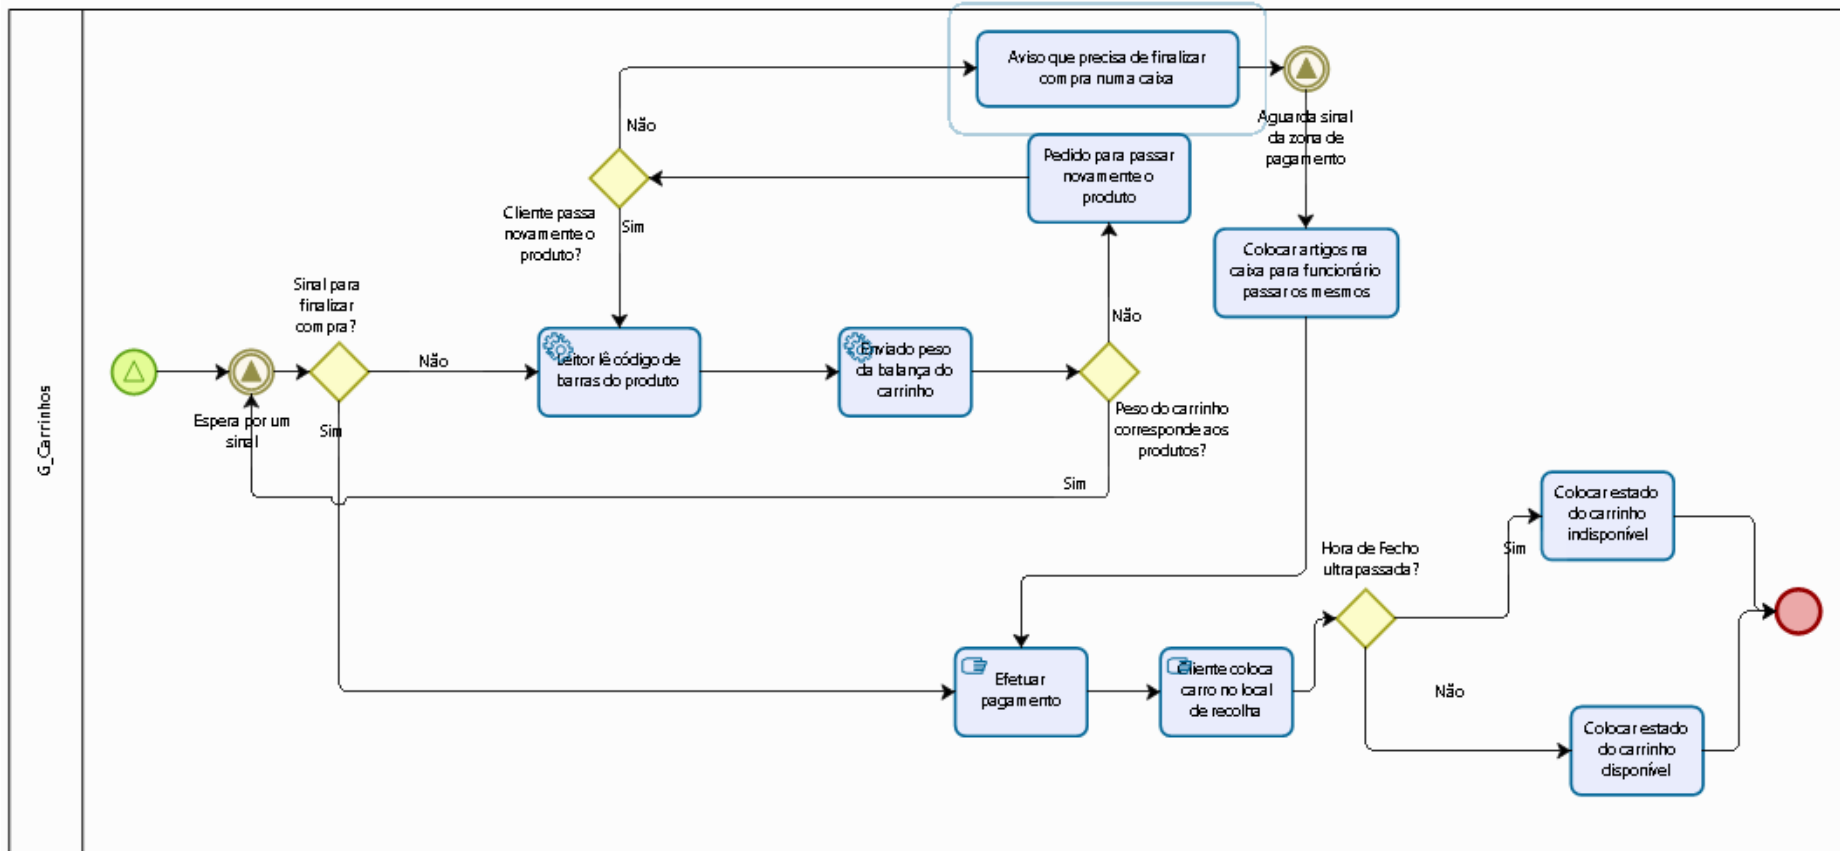 G_Carrinhos
Aviso que precisa de finalizar
compra numa caixa
Aguarda sinal
da zona de
pagamento
Não
Pedido para passar
novamente o
produto
Cliente passa
novamente o
produto?
Sim
Colocar artigos na
caixa para funcionário
passar os mesmos
Sinal para
finalizar
compra?
Não
Leitor lê código de
barras do produto
Enviado peso
da balança do
carrinho
Não
Peso do carrinho
corresponde aos
produtos?
Espera por um
sinal
Sim
Sim
Colocar estado
do carrinho
indisponível
Hora de Fecho
ultrapassada?
Sim
Efetuar
pagamento
Cliente coloca
carro no local
de recolha
Não
Colocar estado
do carrinho
disponível